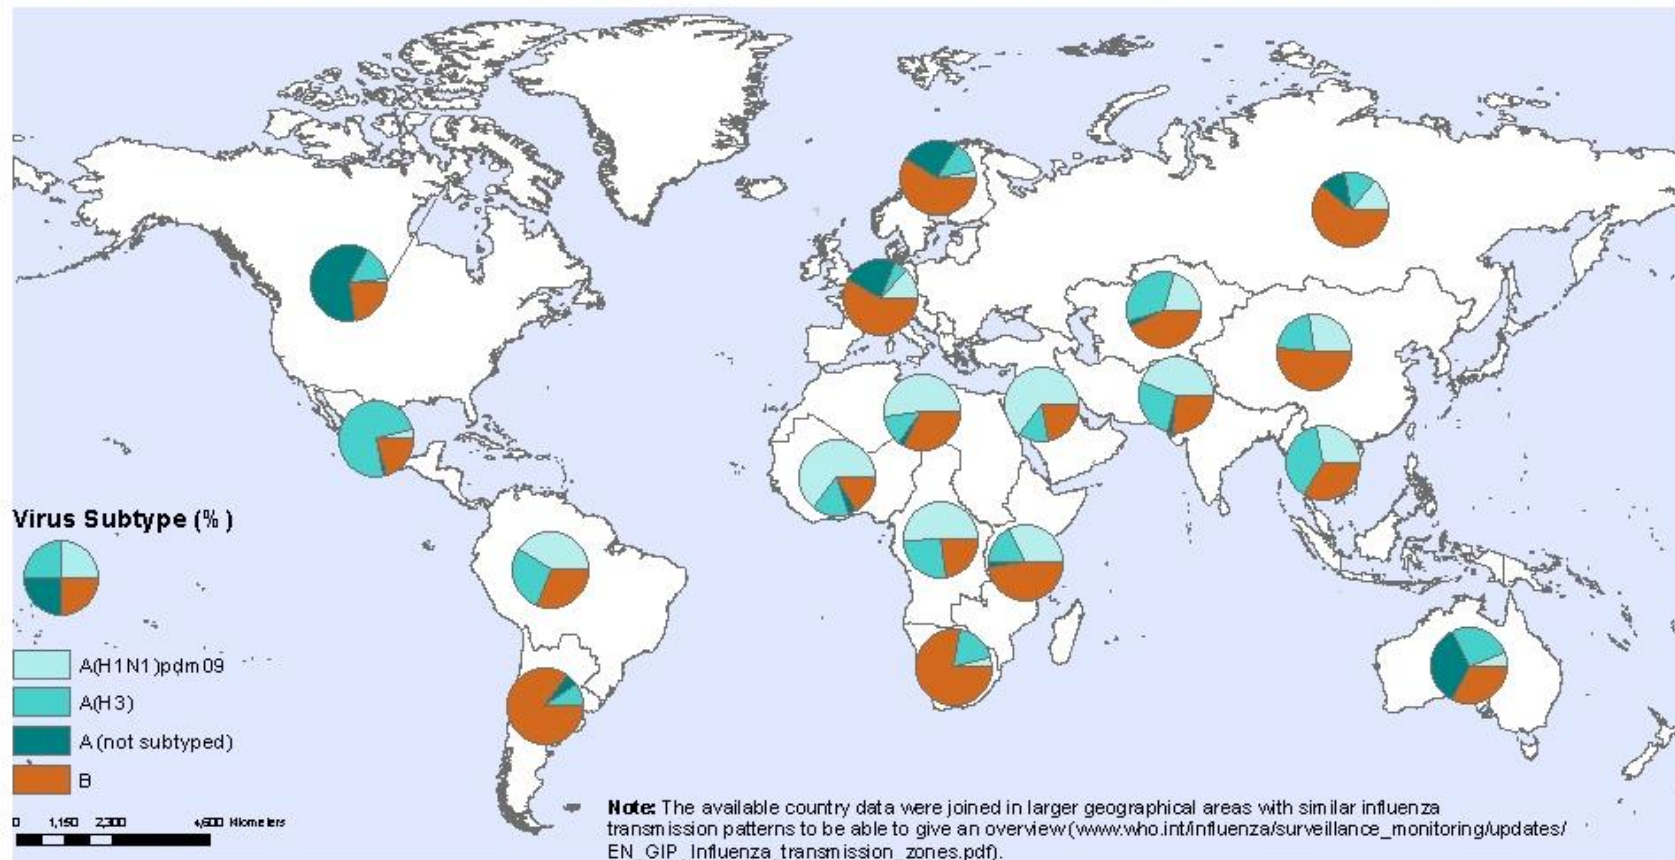 Virus Subtype (%)
A(H1N1)pdm09
A(H3)
A (not subtyped)
B
0 1,150 2,300 4,600 Kilometers
Note: The available country data were joined in larger geographical areas with similar influenza
transmission patterns to be able to give an overview (www.who.int/influenza/surveillance_monitoring/updates/
EN_GIP_Influenza_transmission_zones.pdf).